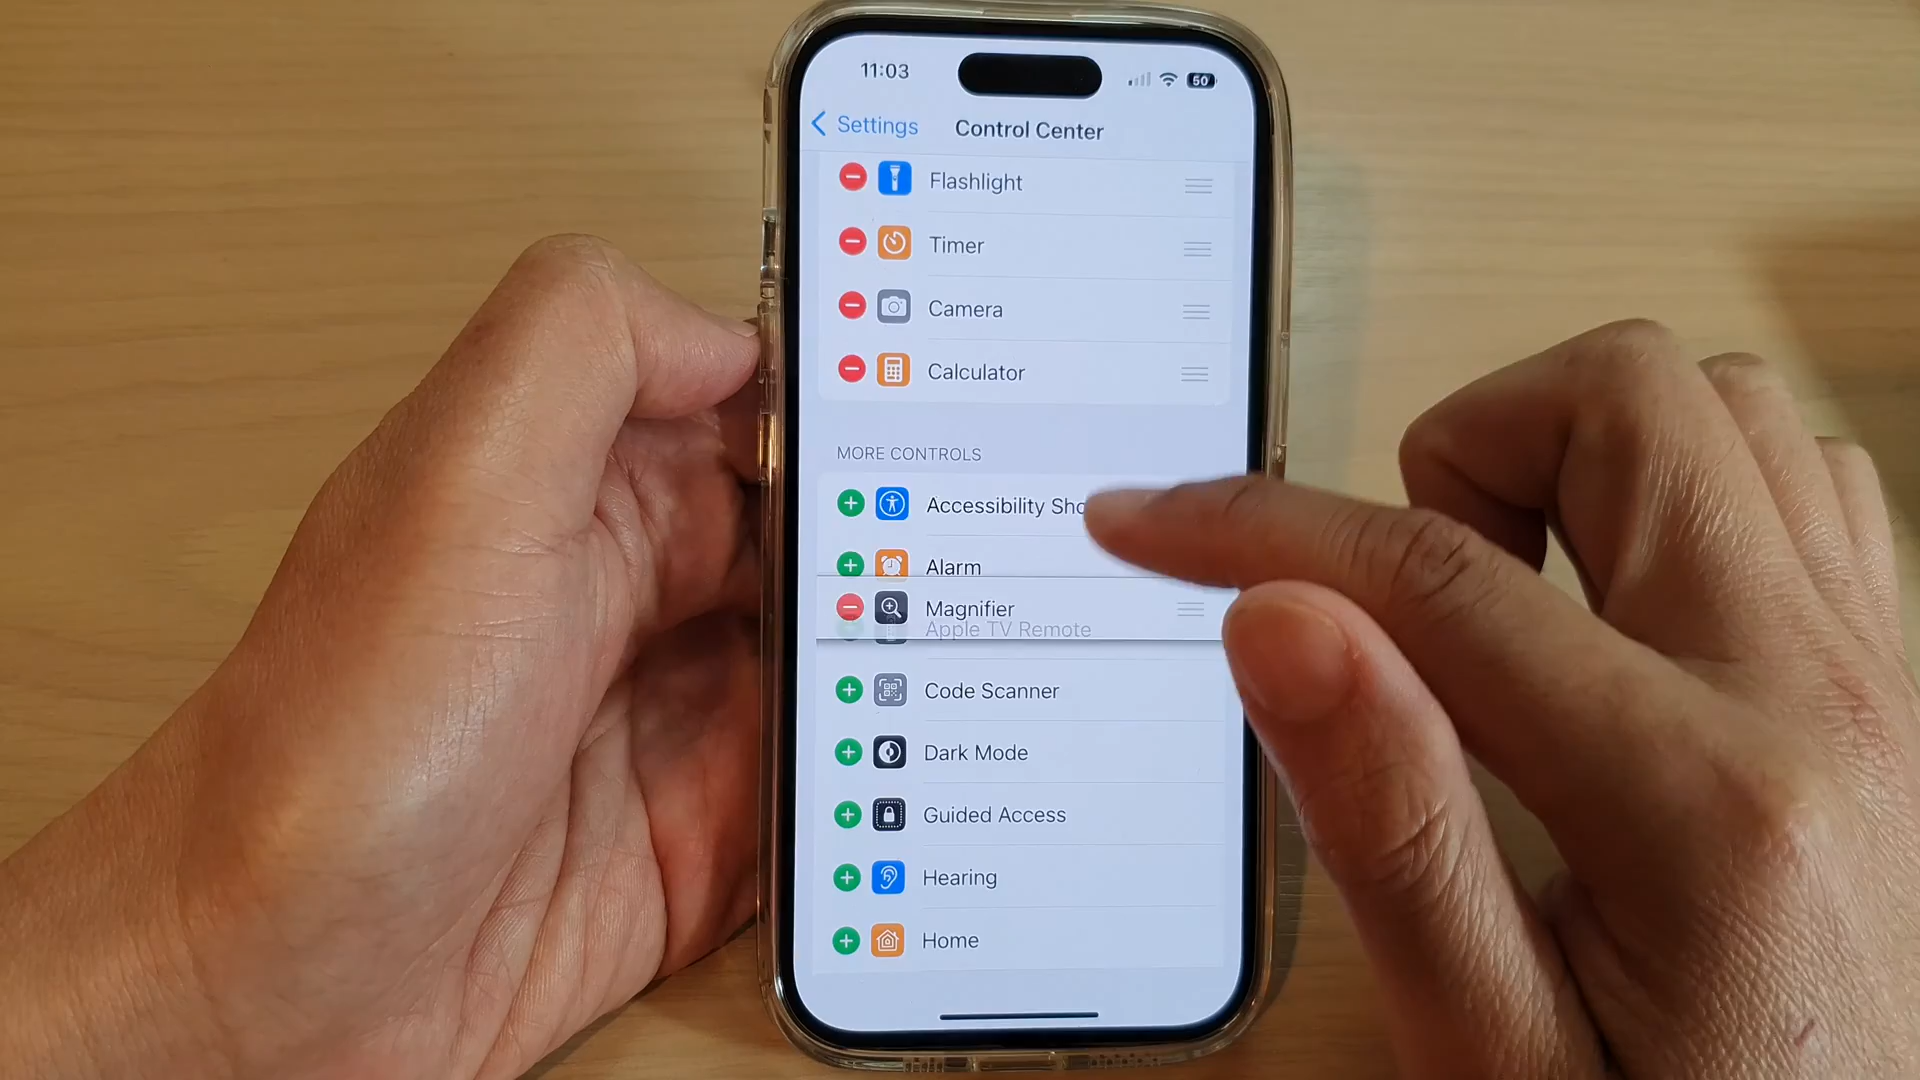 11:03
50
Settings
Control Center
Flashlight
Timer
Camera
Calculator
MORE CONTROLS
Accessibility
Alarm
Magnifier
Apple TV Remote
Code Scanner
Dark Mode
Guided Access
Hearing
Home